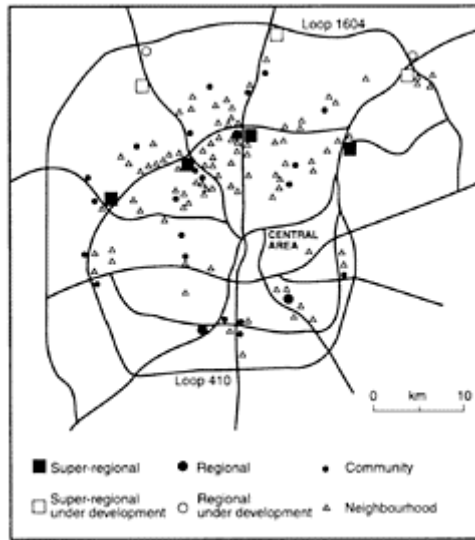 Loop 1604
CENTRAL
AREA
Loop 410
0 km 10
Super-regional
Regional
Community
Super-regional
under development
Regional
under development
Neighbourhood